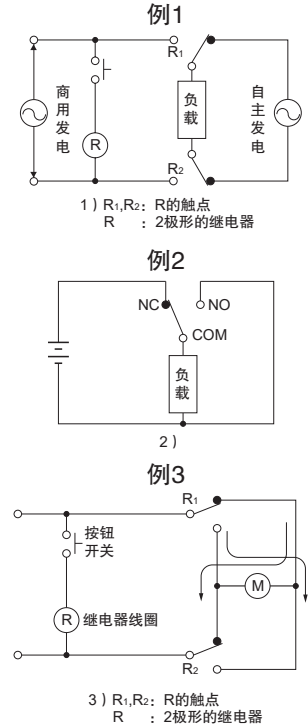 例1
R₁
商用发电
负载
自主发电
R
R₂
1）R₁,R₂：R的触点
R ：2极形的继电器
例2
NC
NO
COM
负载
2）
例3
R₁
按钮
开关
M
R
继电器线圈
R₂
3）R₁,R₂：R的触点
R ：2极形的继电器